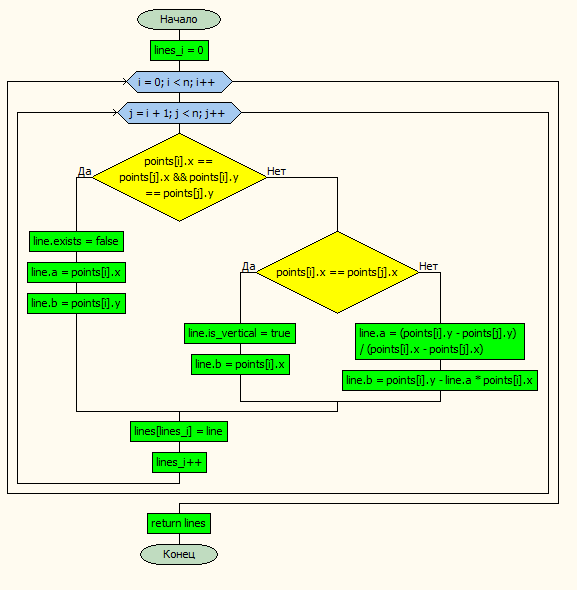 Начало
lines_i = 0
i = 0; i < n; i++
j = i + 1; j < n; j++
points[i].x ==
points[j].x && points[i].y
== points[j].y
Да
Нет
line.exists = false
line.a = points[i].x
line.b = points[i].y
points[i].x == points[j].x
Да
Нет
line.is_vertical = true
line.b = points[i].x
line.a = (points[i].y - points[j].y)
/ (points[i].x - points[j].x)
line.b = points[i].y - line.a * points[i].x
lines[lines_i] = line
lines_i++
return lines
Конец